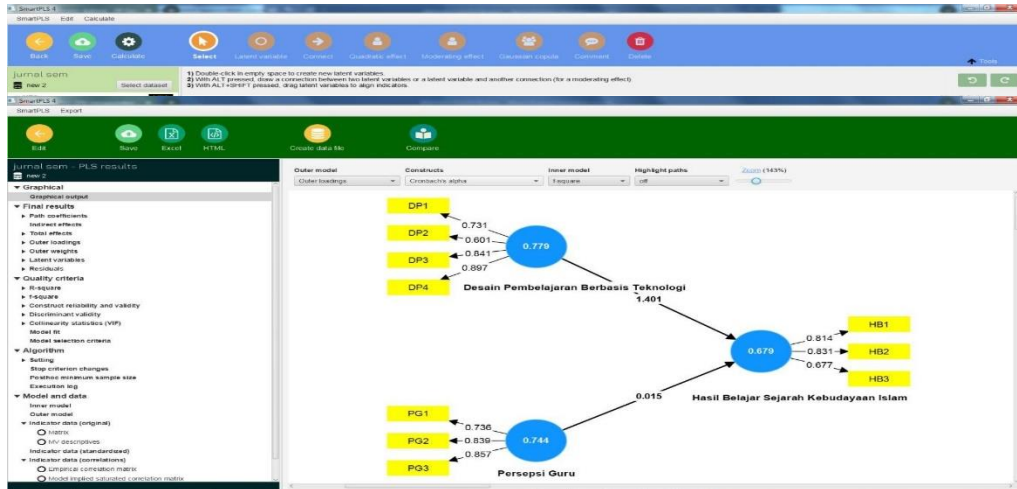 SmartPLS 4
SmartPLS Edit Calculate
Back Save Calculate Select Latent variable Connect Quadratic effect Moderating effect Gaussian copula Comment Delete
Tools
jurnal sem
new 2 Select dataset
1) Double-click in empty space to create new latent variables.
2) With ALT pressed, draw a connection between two latent variables or a latent variable and another connection (for a moderating effect)
3) With ALT+SHIFT pressed, drag latent variables to align indicators.
SmartPLS 4
SmartPLS Export
Edit Save Excel HTML Create data file Compare
jurnal sem - PLS results
new 2
Graphical
Graphical output
Final results
Path coefficients
Indirect effects
Total effects
Outer loadings
Outer weights
Latent variables
Residuals
Quality criteria
R-square
f-square
Construct reliability and validity
Discriminant validity
Collinearity statistics (VIF)
Model fit
Model selection criteria
Algorithm
Setting
Stop criterion changes
Posthoc minimum sample size
Execution log
Model and data
Inner model
Outer model
Indicator data (original)
Matrix
MV descriptives
Indicator data (standardized)
Indicator data (correlations)
Empirical correlation matrix
Model implied saturated correlation matrix
Outer model Constructs Inner model Highlight paths Zoom (143%)
Outer loadings Cronbach's alpha f-square off
DP1
0.731
DP2
0.601
0.779
DP3
0.841
0.697
DP4
Desain Pembelajaran Berbasis Teknologi
1.401
HB1
0.814
0.679
0.831
HB2
0.677
HB3
0.015
Hasil Belajar Sejarah Kebudayaan Islam
PG1
0.736
PG2
0.839
0.744
0.857
PG3
Persepsi Guru